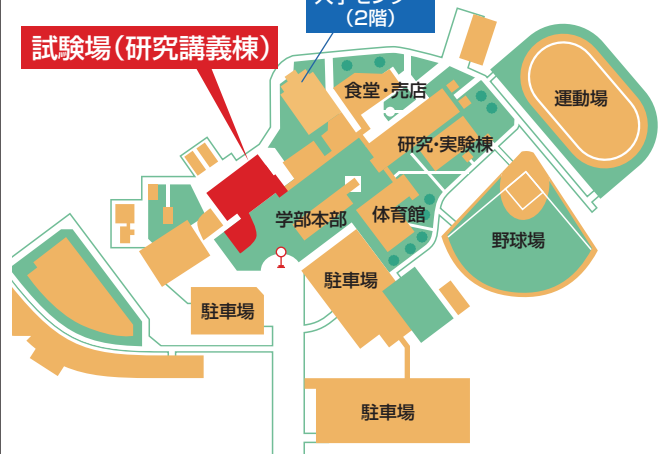 （2階）
試験場（研究講義棟）
食堂・売店
運動場
研究・実験棟
学部本部
体育館
野球場
駐車場
駐車場
駐車場